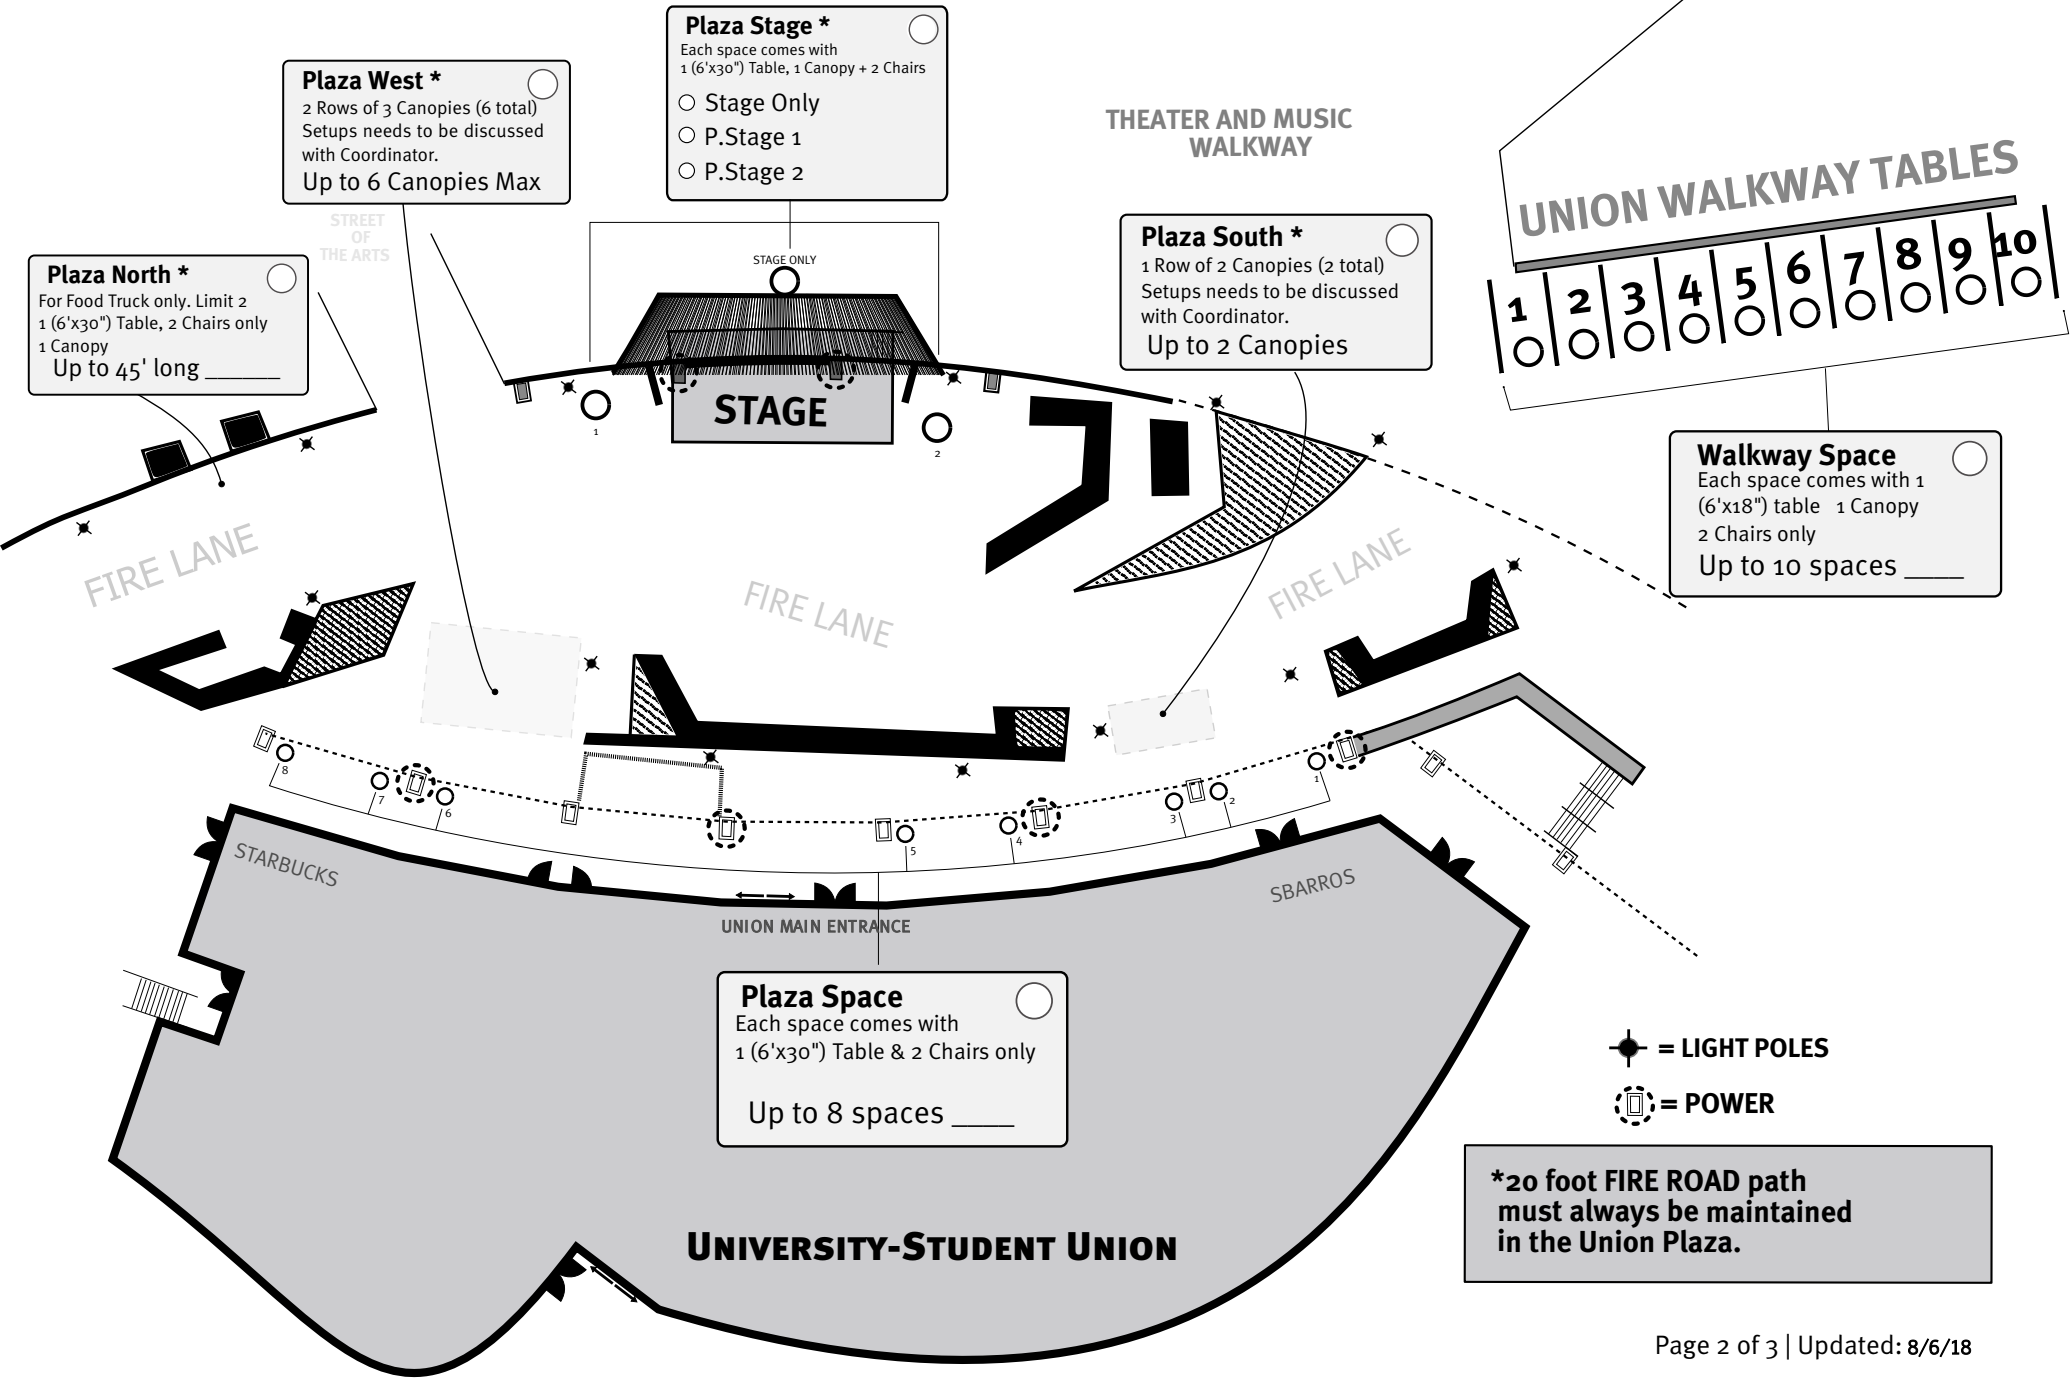 Plaza Stage *
Each space comes with
1 (6'x30") Table, 1 Canopy + 2 Chairs
Stage Only
P.Stage 1
P.Stage 2
Plaza West *
2 Rows of 3 Canopies (6 total)
Setups needs to be discussed
with Coordinator.
Up to 6 Canopies Max
THEATER AND MUSIC
WALKWAY
UNION WALKWAY TABLES
1 2 3 4 5 6 7 8 9 10
STREET
OF
THE ARTS
Plaza North *
For Food Truck only. Limit 2
1 (6'x30") Table, 2 Chairs only
1 Canopy
Up to 45' long ______
STAGE ONLY
Plaza South *
1 Row of 2 Canopies (2 total)
Setups needs to be discussed
with Coordinator.
Up to 2 Canopies
STAGE
1
2
Walkway Space
Each space comes with 1
(6'x18") table 1 Canopy
2 Chairs only
Up to 10 spaces ____
FIRE LANE
FIRE LANE
FIRE LANE
8
7
6
5
4
3
2
1
STARBUCKS
SBARROS
UNION MAIN ENTRANCE
Plaza Space
Each space comes with
1 (6'x30") Table & 2 Chairs only
Up to 8 spaces ____
= LIGHT POLES
= POWER
*20 foot FIRE ROAD path
must always be maintained
in the Union Plaza.
UNIVERSITY-STUDENT UNION
Page 2 of 3 | Updated: 8/6/18